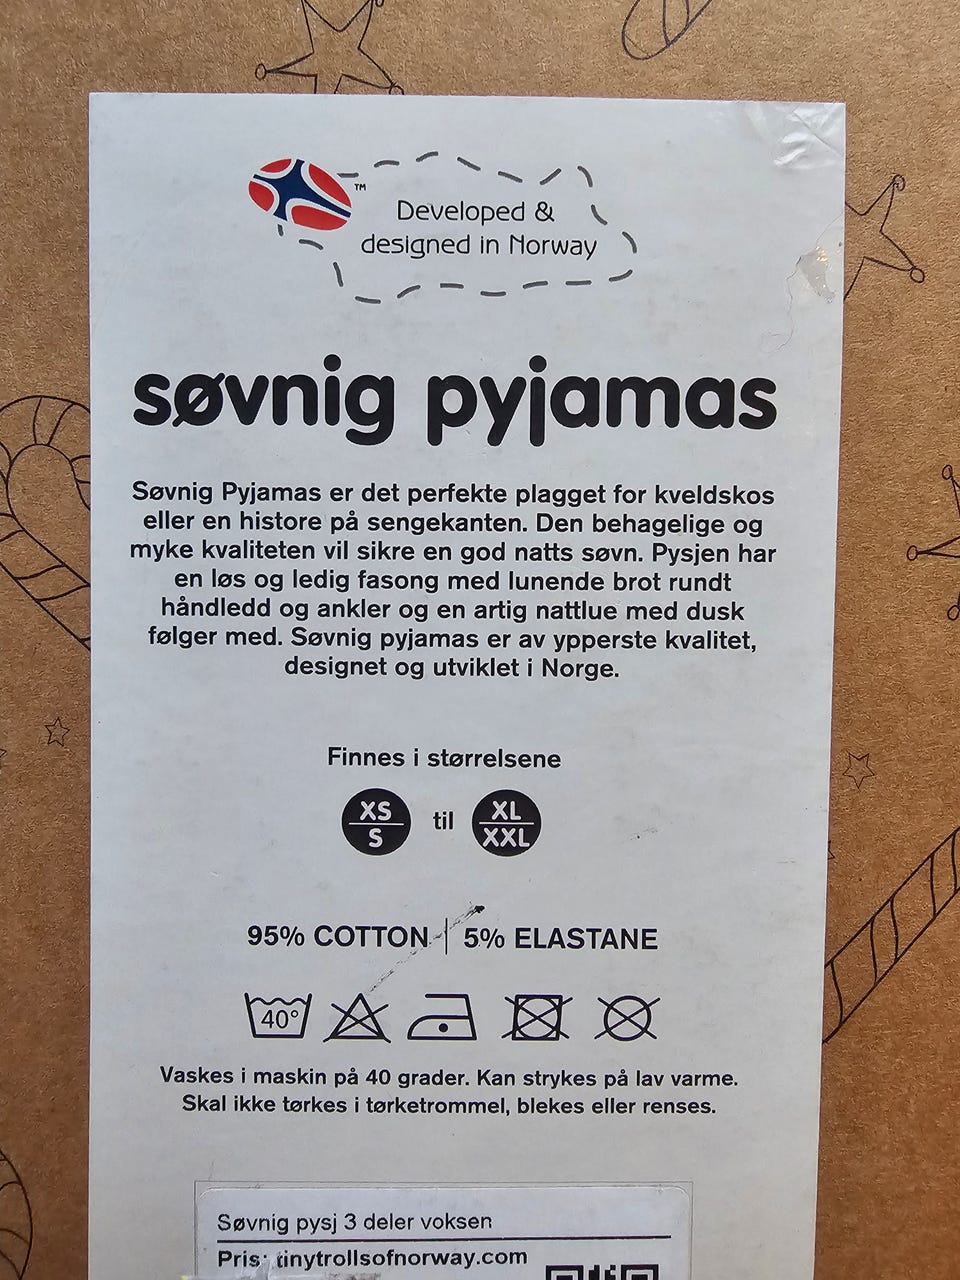 TM
Developed &
designed in Norway
søvnig pyjamas
Søvnig Pyjamas er det perfekte plagget for kveldskos
eller en histore på sengekanten. Den behagelige og
myke kvaliteten vil sikre en god natts søvn. Pysjen har
en løs og ledig fasong med lunende brot rundt
håndledd og ankler og en artig nattlue med dusk
følger med. Søvnig pyjamas er av ypperste kvalitet,
designet og utviklet i Norge.
Finnes i størrelsene
XS
S
til
XL
XXL
95% COTTON | 5% ELASTANE
40°
Vaskes i maskin på 40 grader. Kan strykes på lav varme.
Skal ikke tørkes i tørketrommel, blekes eller renses.
Søvnig pysj 3 deler voksen
Pris: tinytrollsofnorway.com